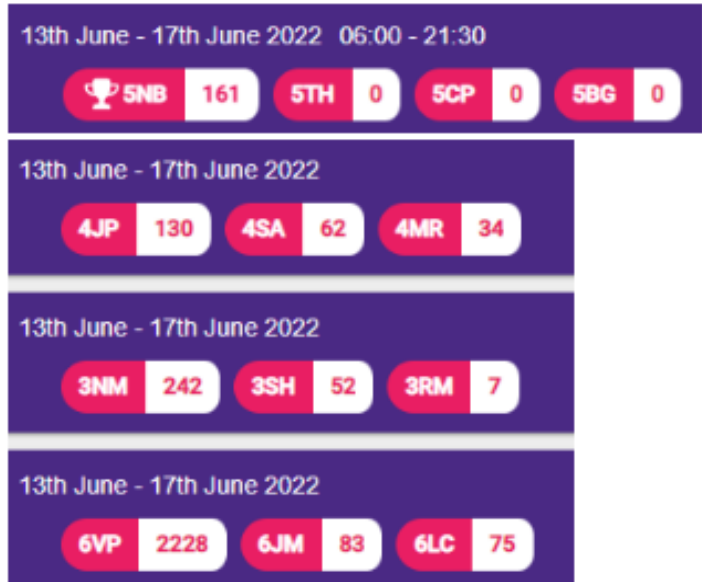 13th June - 17th June 2022 06:00 - 21:30
5NB 161 5TH 0 5CP 0 5BG 0
13th June - 17th June 2022
4JP 130 4SA 62 4MR 34
13th June - 17th June 2022
3NM 242 3SH 52 3RM 7
13th June - 17th June 2022
6VP 2228 6JM 83 6LC 75